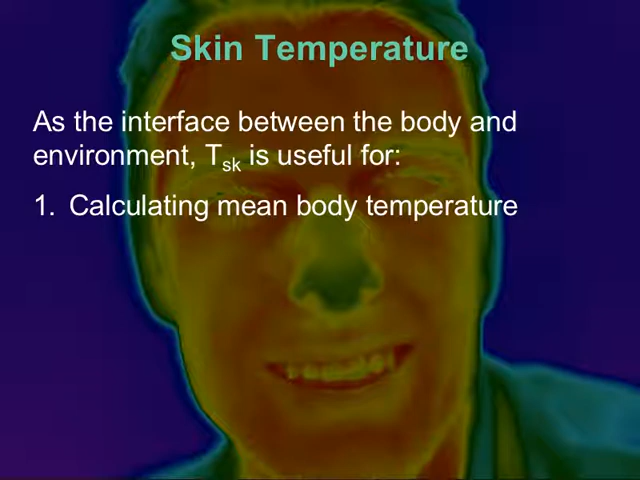 Skin Temperature
As the interface between the body and
environment, Tsk is useful for:
1. Calculating mean body temperature